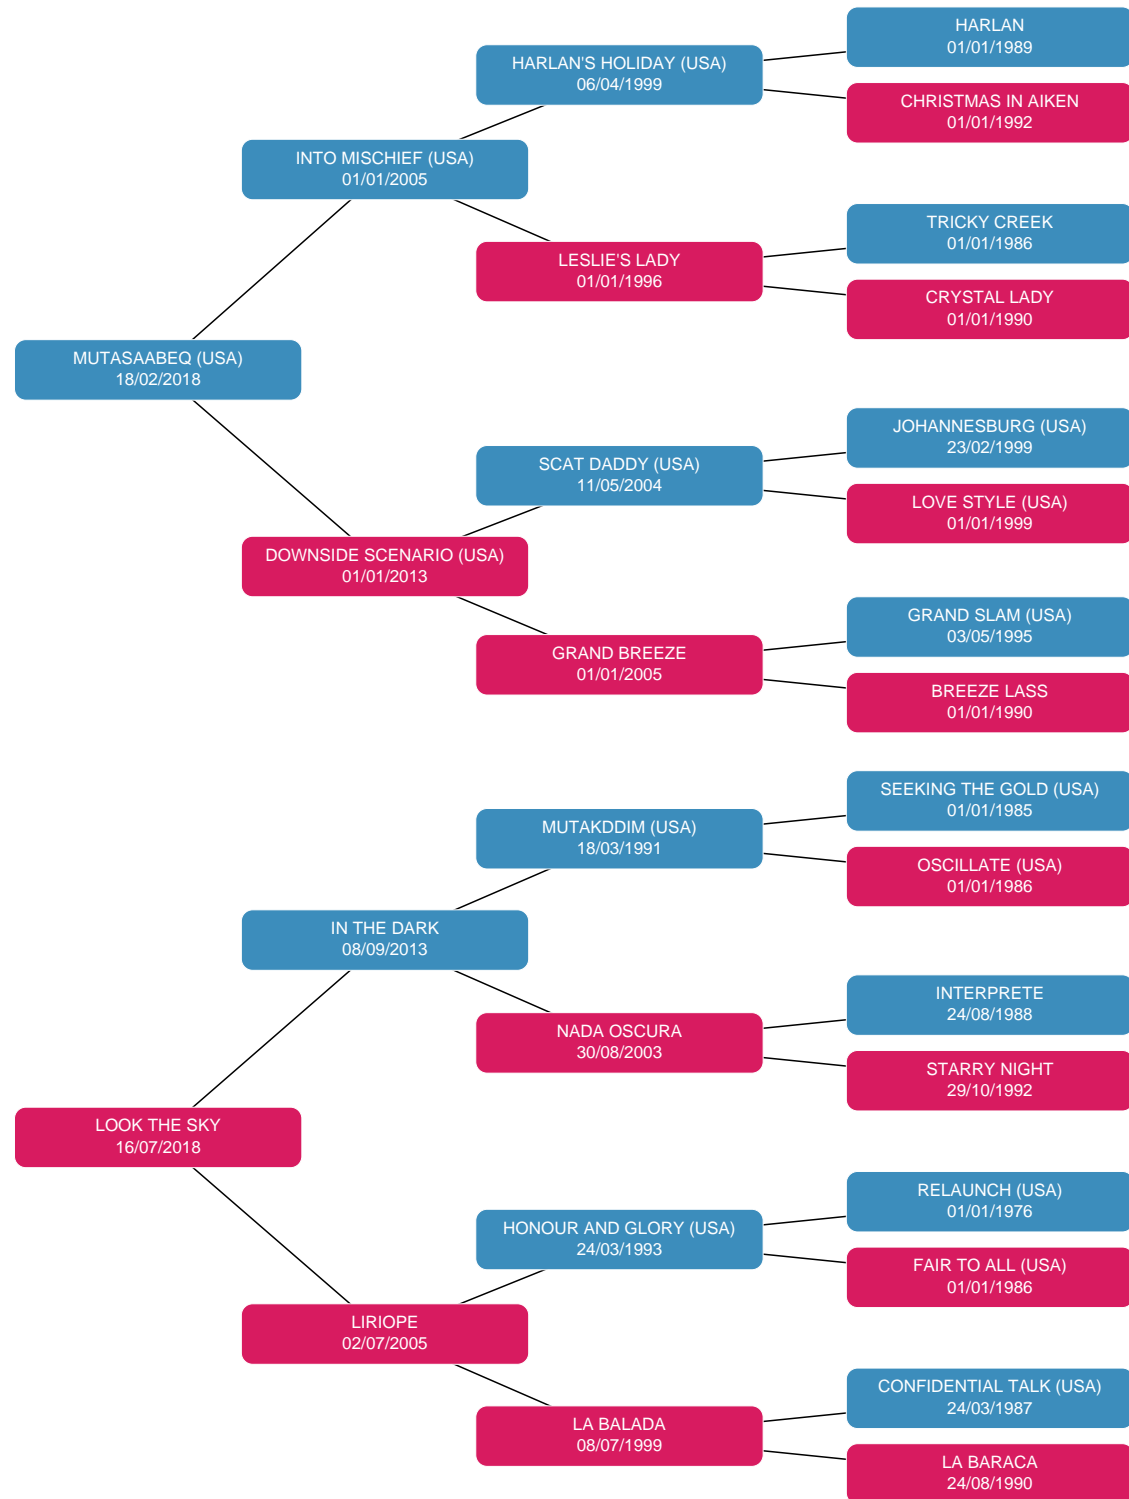 HARLAN
01/01/1989
HARLAN'S HOLIDAY (USA)
06/04/1999
CHRISTMAS IN AIKEN
01/01/1992
INTO MISCHIEF (USA)
01/01/2005
TRICKY CREEK
01/01/1986
LESLIE'S LADY
01/01/1996
CRYSTAL LADY
01/01/1990
MUTASAABEQ (USA)
18/02/2018
JOHANNESBURG (USA)
23/02/1999
SCAT DADDY (USA)
11/05/2004
LOVE STYLE (USA)
01/01/1999
DOWNSIDE SCENARIO (USA)
01/01/2013
GRAND SLAM (USA)
03/05/1995
GRAND BREEZE
01/01/2005
BREEZE LASS
01/01/1990
SEEKING THE GOLD (USA)
01/01/1985
MUTAKDDIM (USA)
18/03/1991
OSCILLATE (USA)
01/01/1986
IN THE DARK
08/09/2013
INTERPRETE
24/08/1988
NADA OSCURA
30/08/2003
STARRY NIGHT
29/10/1992
LOOK THE SKY
16/07/2018
RELAUNCH (USA)
01/01/1976
HONOUR AND GLORY (USA)
24/03/1993
FAIR TO ALL (USA)
01/01/1986
LIRIOPE
02/07/2005
CONFIDENTIAL TALK (USA)
24/03/1987
LA BALADA
08/07/1999
LA BARACA
24/08/1990